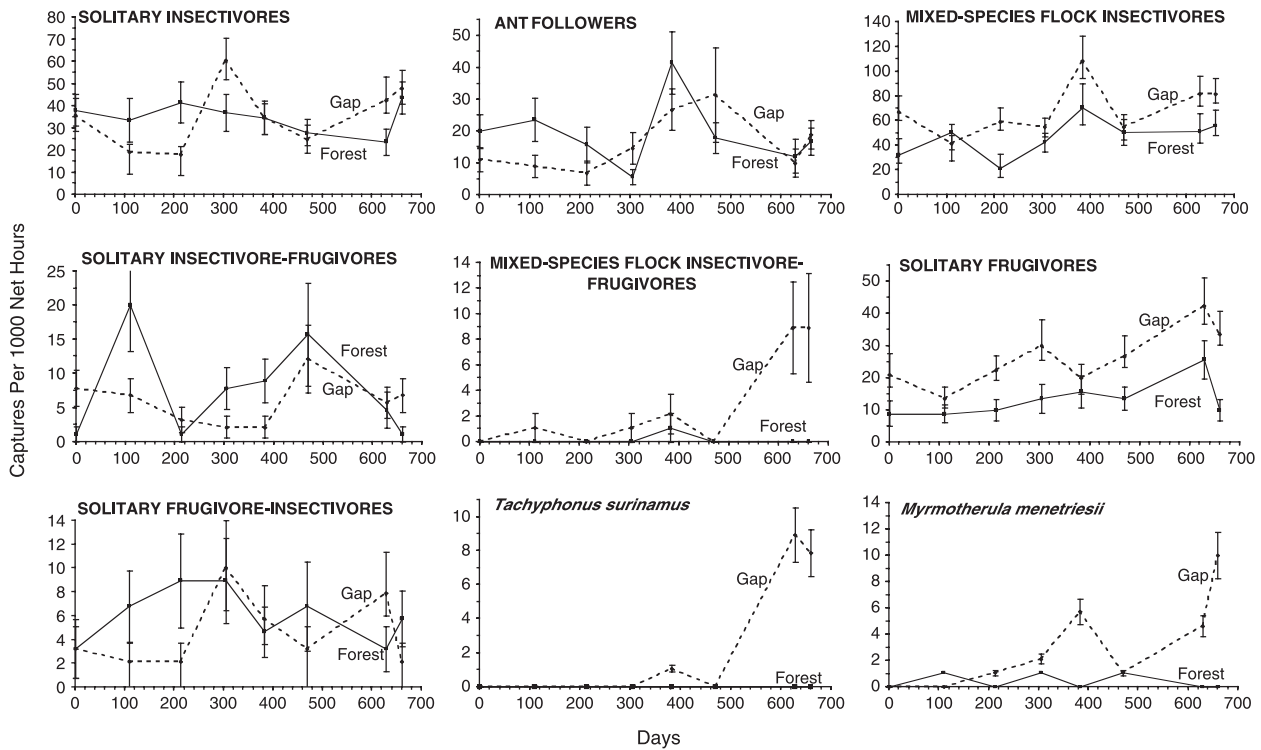 SOLITARY INSECTIVORES
80
70
60
50
40
30
20
10
0
Gap
Forest
0 100 200 300 400 500 600 700
ANT FOLLOWERS
50
40
30
20
10
0
Gap
Forest
0 100 200 300 400 500 600 700
MIXED-SPECIES FLOCK INSECTIVORES
140
120
100
80
60
40
20
0
Gap
Forest
0 100 200 300 400 500 600 700
Captures Per 1000 Net Hours
SOLITARY INSECTIVORE-FRUGIVORES
25
20
15
10
5
0
Forest
Gap
0 100 200 300 400 500 600 700
MIXED-SPECIES FLOCK INSECTIVORE-
FRUGIVORES
14
12
10
8
6
4
2
0
Gap
Forest
0 100 200 300 400 500 600 700
SOLITARY FRUGIVORES
50
40
30
20
10
0
Gap
Forest
0 100 200 300 400 500 600 700
SOLITARY FRUGIVORE-INSECTIVORES
14
12
10
8
6
4
2
0
Gap
Forest
0 100 200 300 400 500 600 700
Tachyphonus surinamus
10
8
6
4
2
0
Gap
Forest
0 100 200 300 400 500 600 700
Myrmotherula menetriesii
14
12
10
8
6
4
2
0
Gap
Forest
0 100 200 300 400 500 600 700
Days